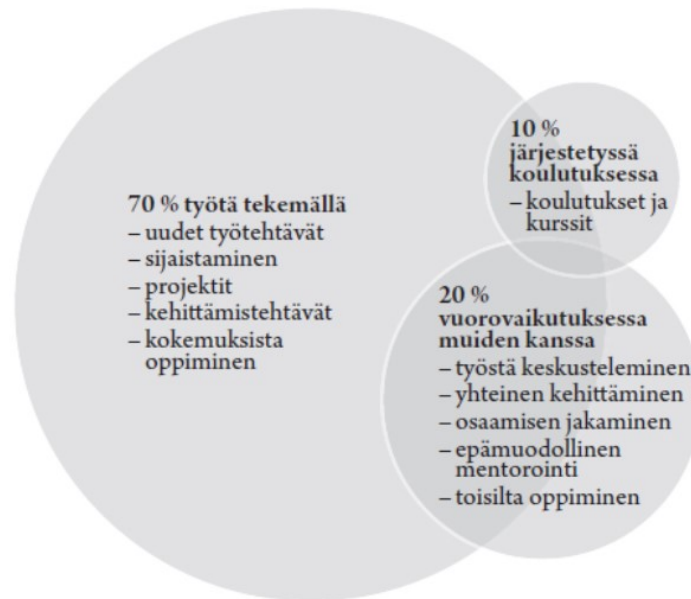 70 % työtä tekemällä
– uudet työtehtävät
– sijaistaminen
– projektit
– kehittämistehtävät
– kokemuksista
oppiminen
10 %
järjestetyssä
koulutuksessa
– koulutukset ja
kurssit
20 %
vuorovaikutuksessa
muiden kanssa
– työstä keskusteleminen
– yhteinen kehittäminen
– osaamisen jakaminen
– epämuodollinen
mentorointi
– toisilta oppiminen